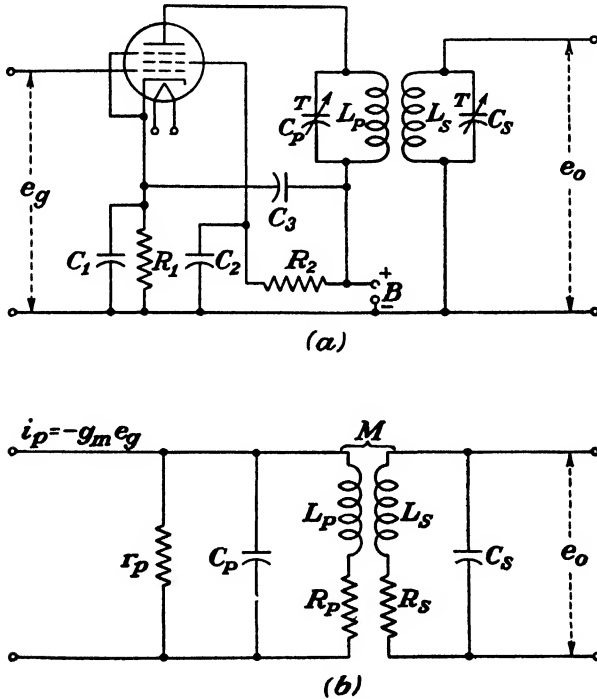 T
C_p
L_p
L_s
T
C_s
e_g
e_o
C_3
C_1
R_1
C_2
R_2
+
B
−
(a)
i_p=-g_m e_g
M
r_p
C_p
L_p
L_s
C_s
e_o
R_p
R_s
(b)